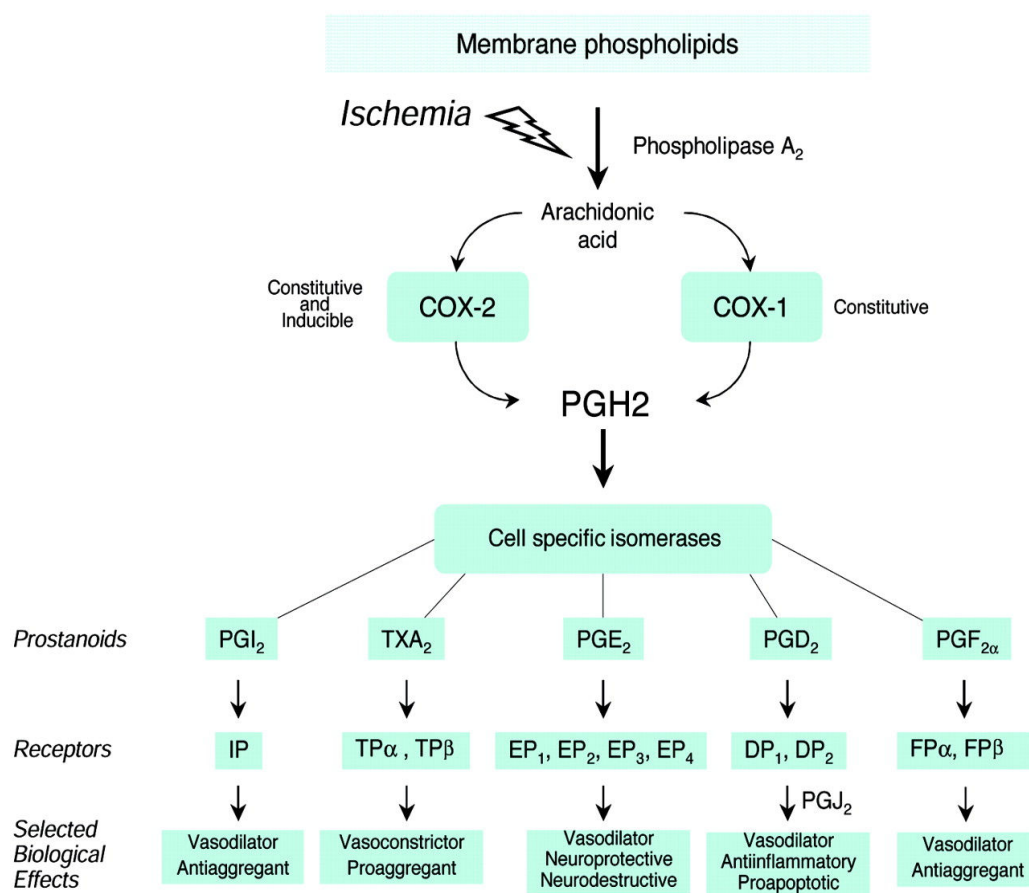 Membrane phospholipids
Ischemia
Phospholipase A₂
Arachidonic
acid
Constitutive
and
Inducible
COX-2
COX-1
Constitutive
PGH2
Cell specific isomerases
Prostanoids
PGI₂
TXA₂
PGE₂
PGD₂
PGF₂α
Receptors
IP
TPα , TPβ
EP₁, EP₂, EP₃, EP₄
DP₁, DP₂
FPα, FPβ
PGJ₂
Selected
Biological
Effects
Vasodilator
Antiaggregant
Vasoconstrictor
Proaggregant
Vasodilator
Neuroprotective
Neurodestructive
Vasodilator
Antiinflammatory
Proapoptotic
Vasodilator
Antiaggregant